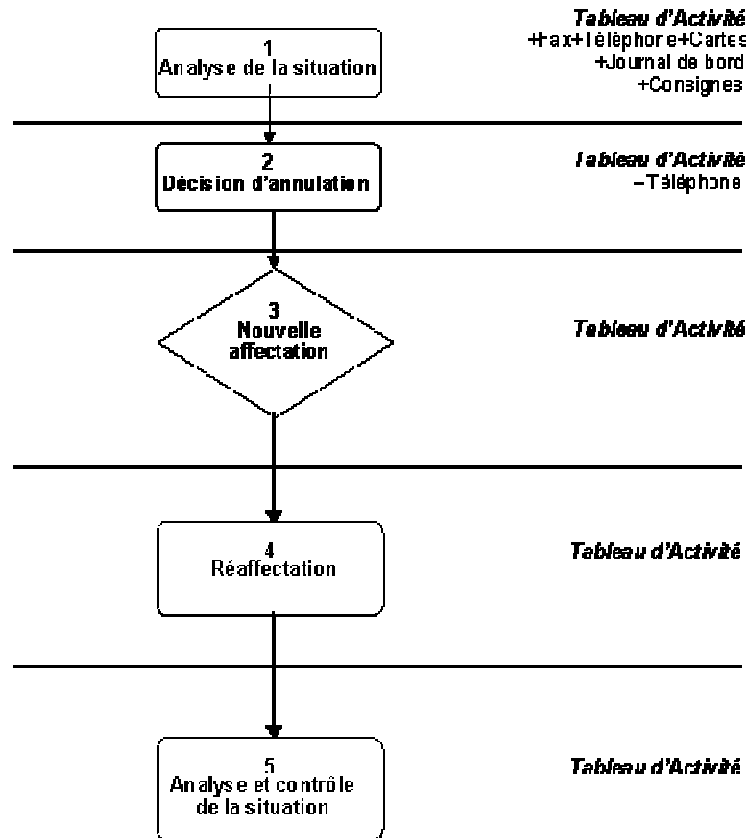 Tableau d'Activité
+Fax+Téléphone+Cartes
+Journal de bord
+Consignes
1
Analyse de la situation
2
Décision d'annulation
Tableau d'Activité
–Téléphone
3
Nouvelle
affectation
Tableau d'Activité
4
Réaffectation
Tableau d'Activité
5
Analyse et contrôle
de la situation
Tableau d'Activité